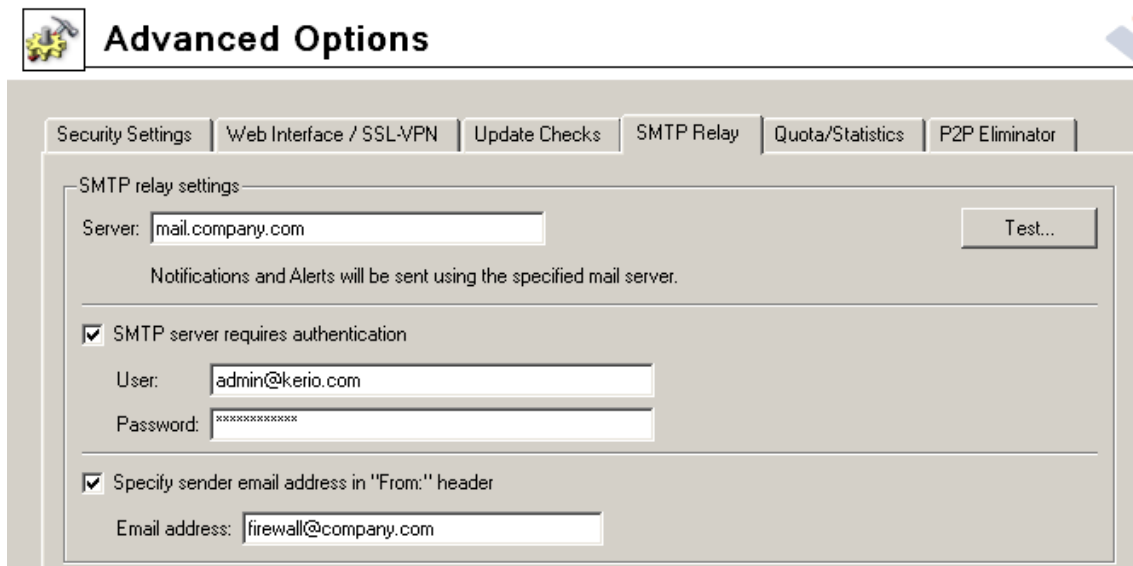 Advanced Options
Security Settings Web Interface / SSL-VPN Update Checks SMTP Relay Quota/Statistics P2P Eliminator
SMTP relay settings
Server: mail.company.com Test...
Notifications and Alerts will be sent using the specified mail server.
SMTP server requires authentication
User: admin@kerio.com
Password: ************
Specify sender email address in "From:" header
Email address: firewall@company.com